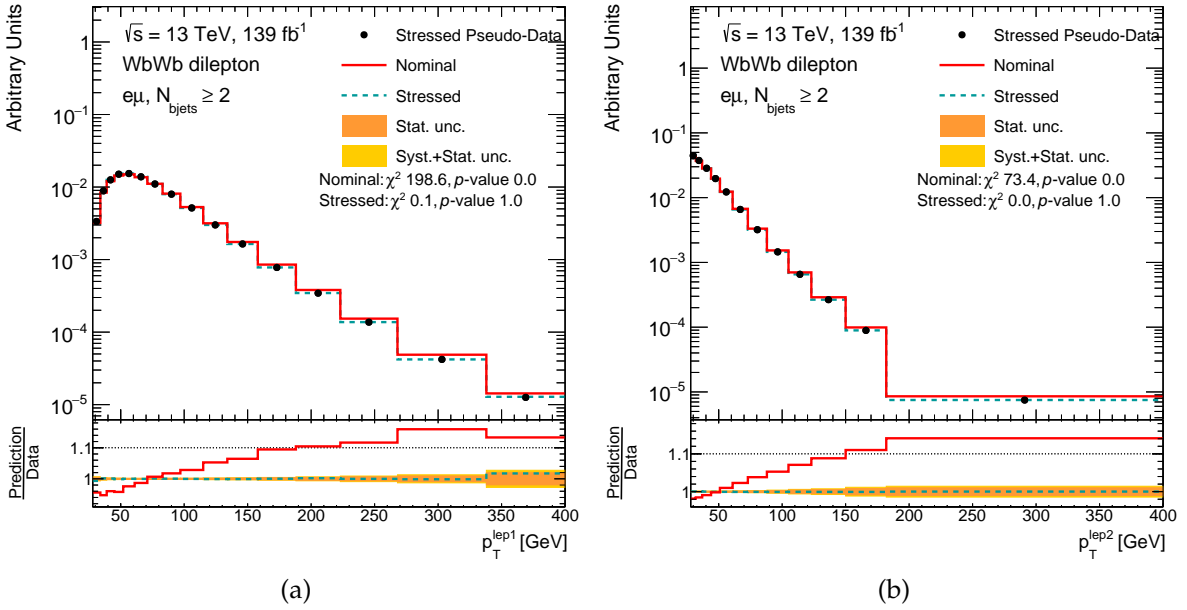 Arbitrary Units
√s = 13 TeV, 139 fb⁻¹
WbWb dilepton
eμ, N_bjets ≥ 2
Stressed Pseudo-Data
Nominal
Stressed
Stat. unc.
Syst.+Stat. unc.
Nominal: χ² 198.6, p-value 0.0
Stressed: χ² 0.1, p-value 1.0
1
10⁻¹
10⁻²
10⁻³
10⁻⁴
10⁻⁵
Prediction
Data
1.1
1
50 100 150 200 250 300 350 400
p_T^lep1 [GeV]
(a)
Arbitrary Units
√s = 13 TeV, 139 fb⁻¹
WbWb dilepton
eμ, N_bjets ≥ 2
Stressed Pseudo-Data
Nominal
Stressed
Stat. unc.
Syst.+Stat. unc.
Nominal: χ² 73.4, p-value 0.0
Stressed: χ² 0.0, p-value 1.0
1
10⁻¹
10⁻²
10⁻³
10⁻⁴
10⁻⁵
Prediction
Data
1.1
1
50 100 150 200 250 300 350 400
p_T^lep2 [GeV]
(b)